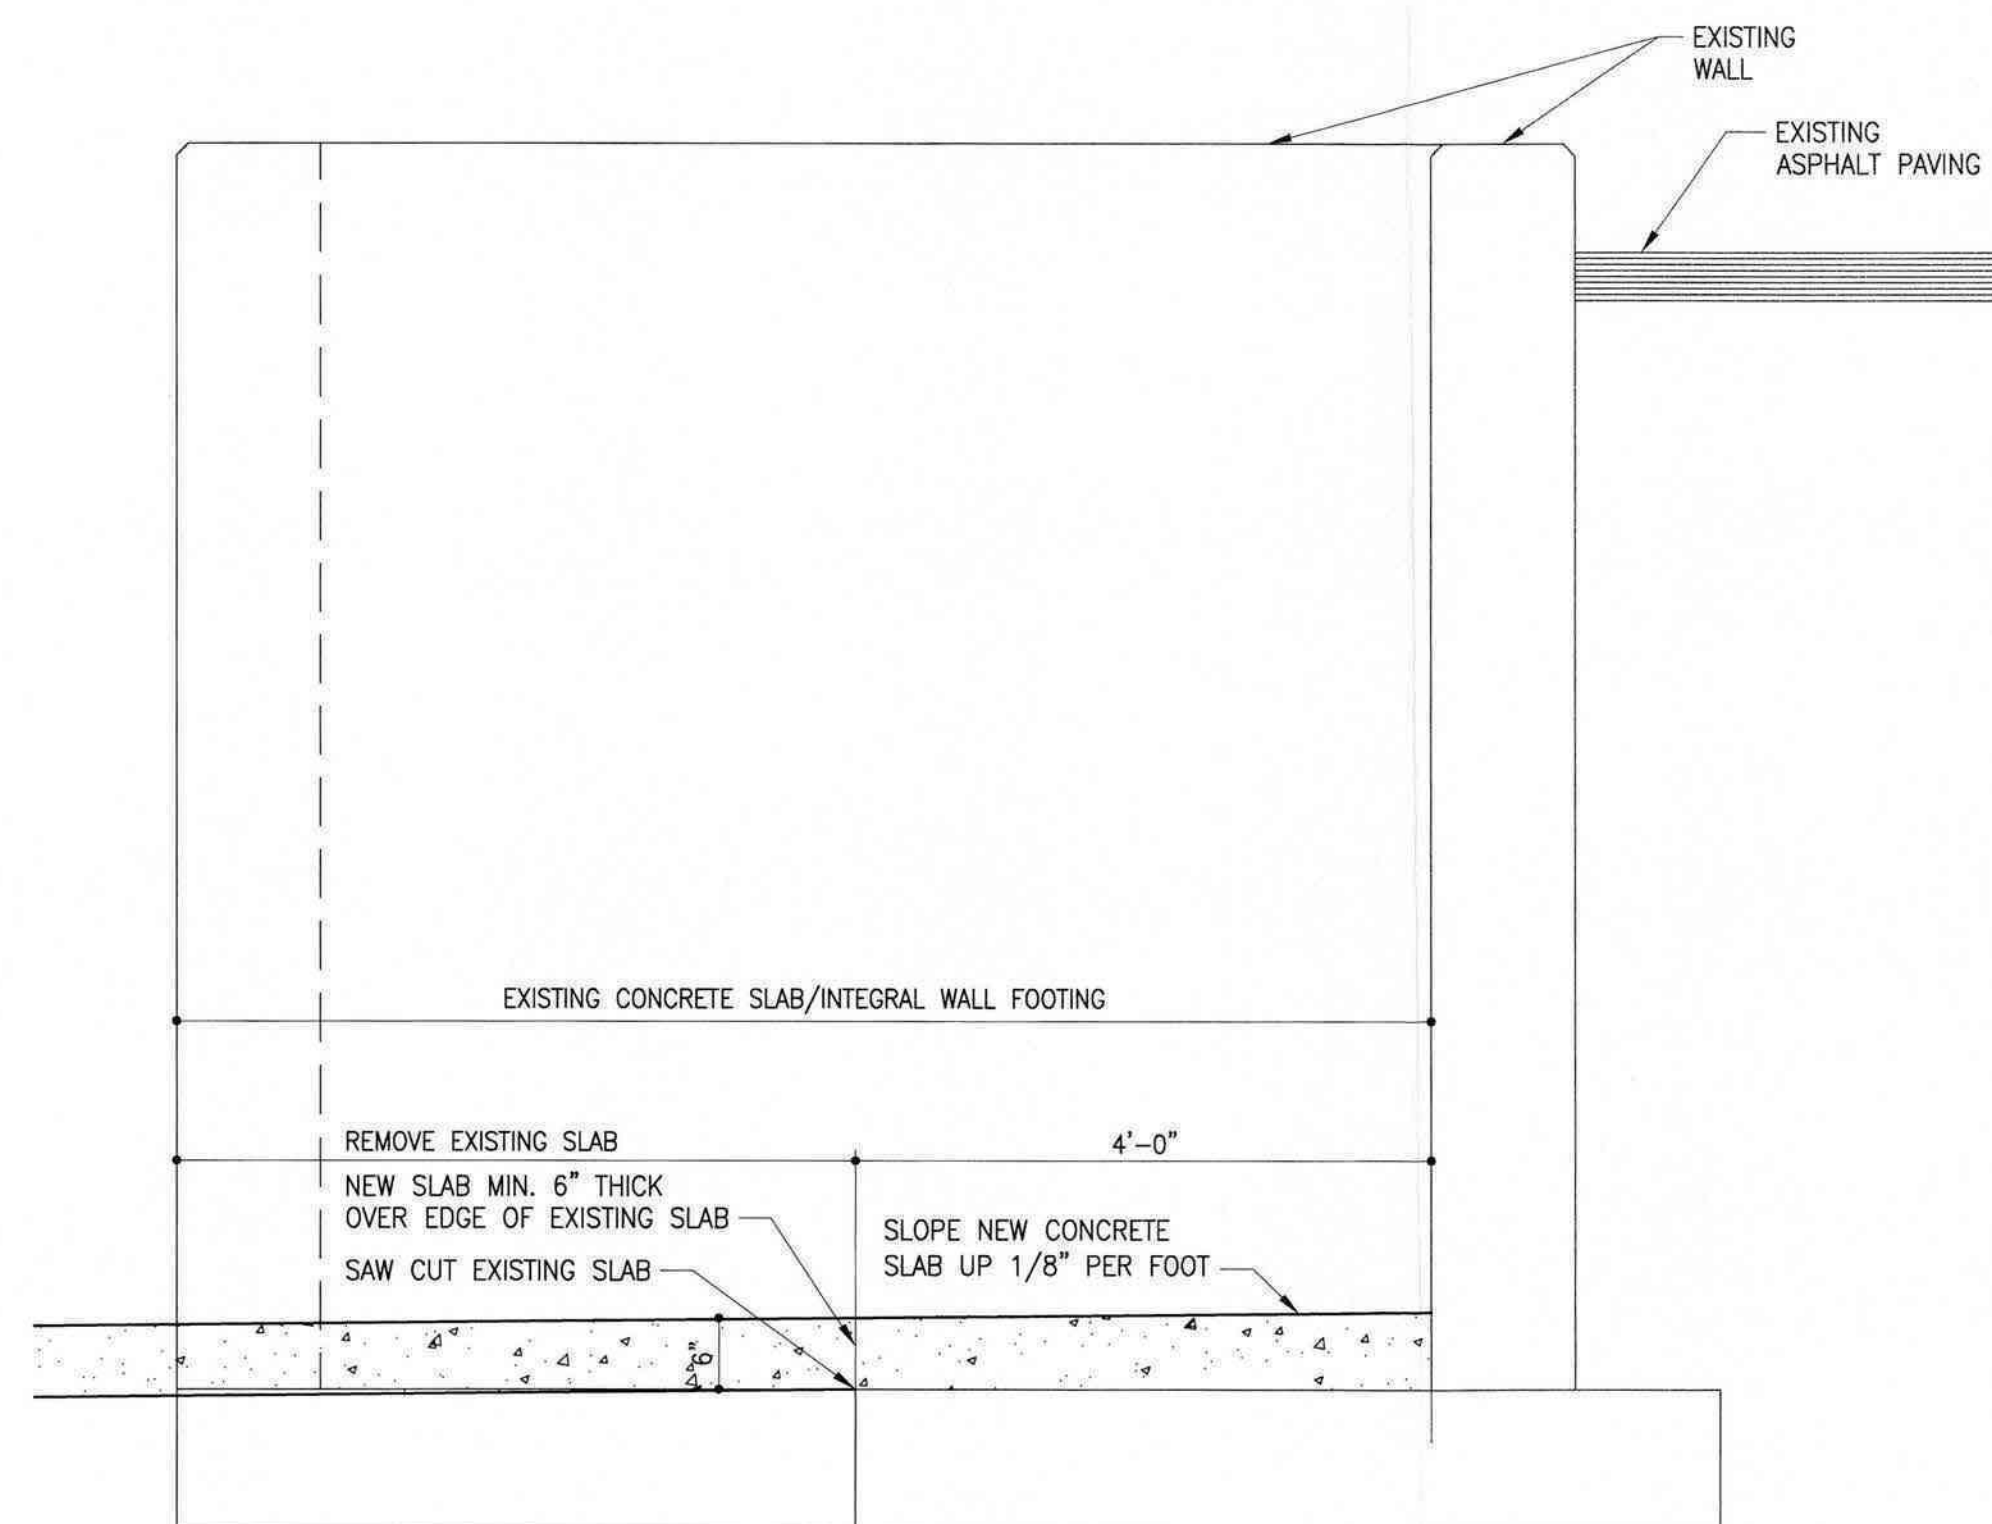 EXISTING
WALL
EXISTING
ASPHALT PAVING
EXISTING CONCRETE SLAB/INTEGRAL WALL FOOTING
REMOVE EXISTING SLAB
4'-0"
NEW SLAB MIN. 6" THICK
OVER EDGE OF EXISTING SLAB
SLOPE NEW CONCRETE
SLAB UP 1/8" PER FOOT
SAW CUT EXISTING SLAB
6"